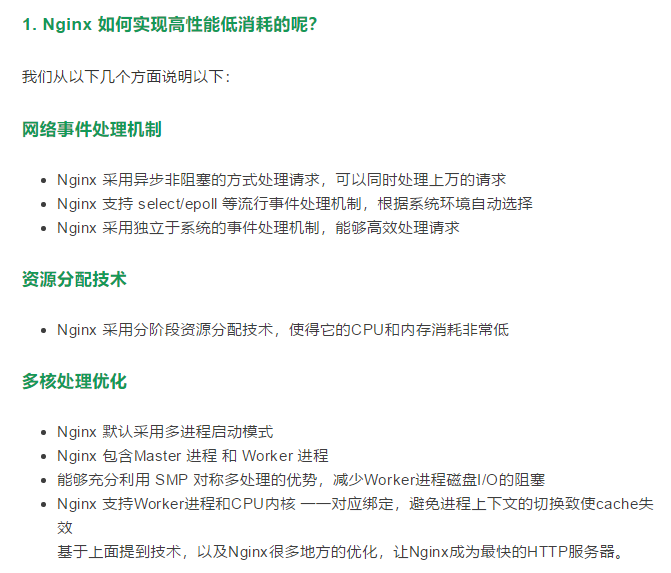 1. Nginx 如何实现高性能低消耗的呢?
我们从以下几个方面说明以下：
网络事件处理机制
Nginx 采用异步非阻塞的方式处理请求，可以同时处理上万的请求
Nginx 支持 select/epoll 等流行事件处理机制，根据系统环境自动选择
Nginx 采用独立于系统的事件处理机制，能够高效处理请求
资源分配技术
Nginx 采用分阶段资源分配技术，使得它的CPU和内存消耗非常低
多核处理优化
Nginx 默认采用多进程启动模式
Nginx 包含Master 进程 和 Worker 进程
能够充分利用 SMP 对称多处理的优势，减少Worker进程磁盘I/O的阻塞
Nginx 支持Worker进程和CPU内核 一一对应绑定，避免进程上下文的切换致使cache失
效
基于上面提到技术，以及Nginx很多地方的优化，让Nginx成为最快的HTTP服务器。